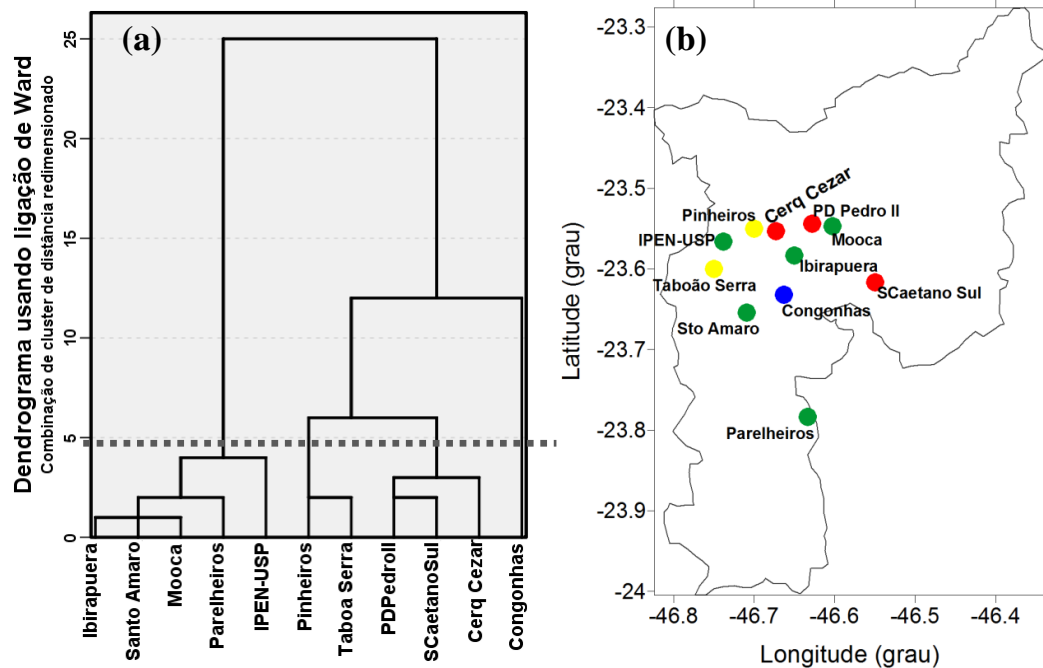 (a)
Dendrograma usando ligação de Ward
Combinação de cluster de distância redimensionado
25
20
15
10
5
0
Ibirapuera
Santo Amaro
Mooca
Parelheiros
IPEN-USP
Pinheiros
Taboa Serra
PDPedroII
SCaetanoSul
Cerq Cezar
Congonhas
(b)
Latitude (grau)
-23.3
-23.4
-23.5
-23.6
-23.7
-23.8
-23.9
-24
Cerq Cezar
Pinheiros
PD Pedro II
IPEN-USP
Mooca
Ibirapuera
Taboão Serra
SCaetano Sul
Congonhas
Sto Amaro
Parelheiros
-46.8
-46.7
-46.6
-46.5
-46.4
Longitude (grau)